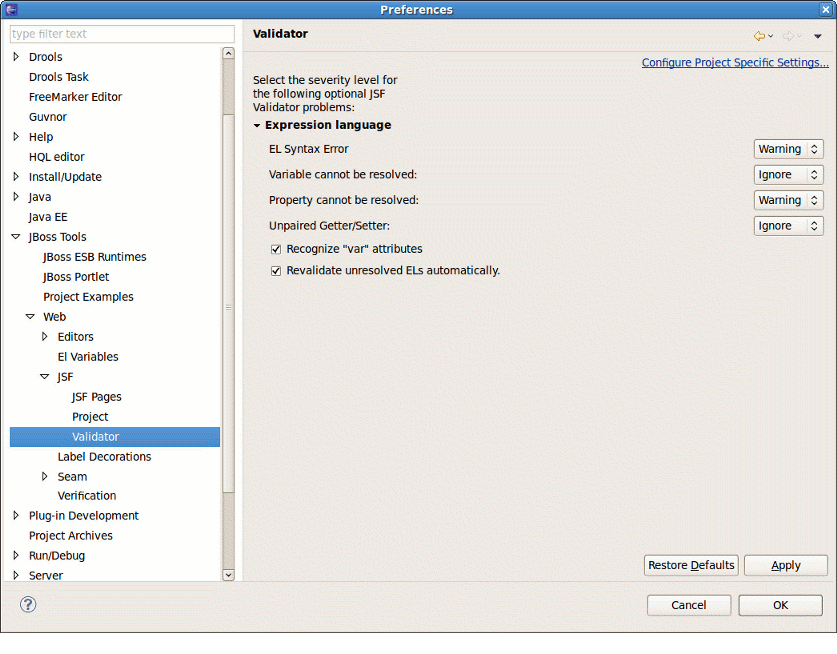 Preferences
type filter text
Drools
Drools Task
FreeMarker Editor
Guvnor
Help
HQL editor
Install/Update
Java
Java EE
JBoss Tools
JBoss ESB Runtimes
JBoss Portlet
Project Examples
Web
Editors
El Variables
JSF
JSF Pages
Project
Validator
Label Decorations
Seam
Verification
Plug-in Development
Project Archives
Run/Debug
Server
Validator
Configure Project Specific Settings...
Select the severity level for
the following optional JSF
Validator problems:
Expression language
EL Syntax Error Warning
Variable cannot be resolved: Ignore
Property cannot be resolved: Warning
Unpaired Getter/Setter: Ignore
Recognize "var" attributes
Revalidate unresolved ELs automatically.
Restore Defaults Apply
? Cancel OK